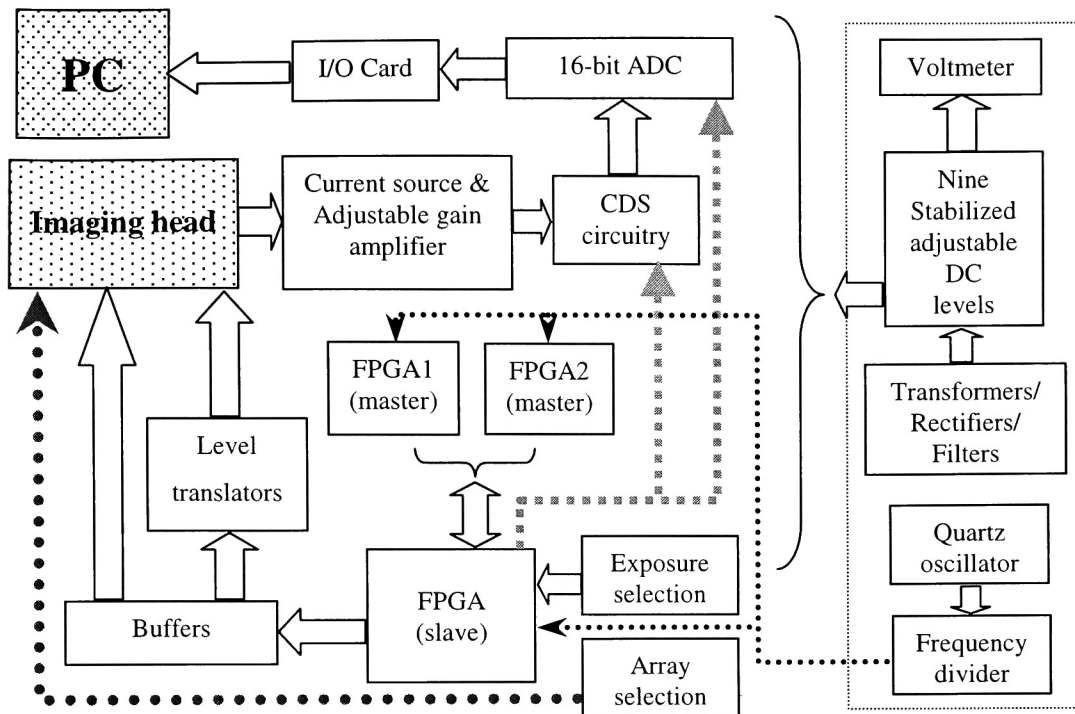 PC
I/O Card
16-bit ADC
Voltmeter
Imaging head
Current source &
Adjustable gain
amplifier
CDS
circuitry
Nine
Stabilized
adjustable
DC
levels
FPGA1
(master)
FPGA2
(master)
Transformers/
Rectifiers/
Filters
Level
translators
Quartz
oscillator
Exposure
selection
FPGA
(slave)
Buffers
Frequency
divider
Array
selection